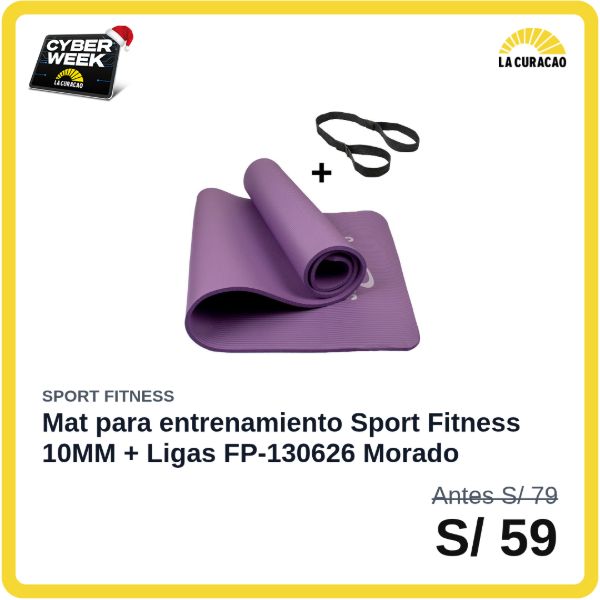 CYBER
WEEK
LA CURACAO
LA CURACAO
+
SPORT FITNESS
Mat para entrenamiento Sport Fitness
10MM + Ligas FP-130626 Morado
Antes S/ 79
S/ 59